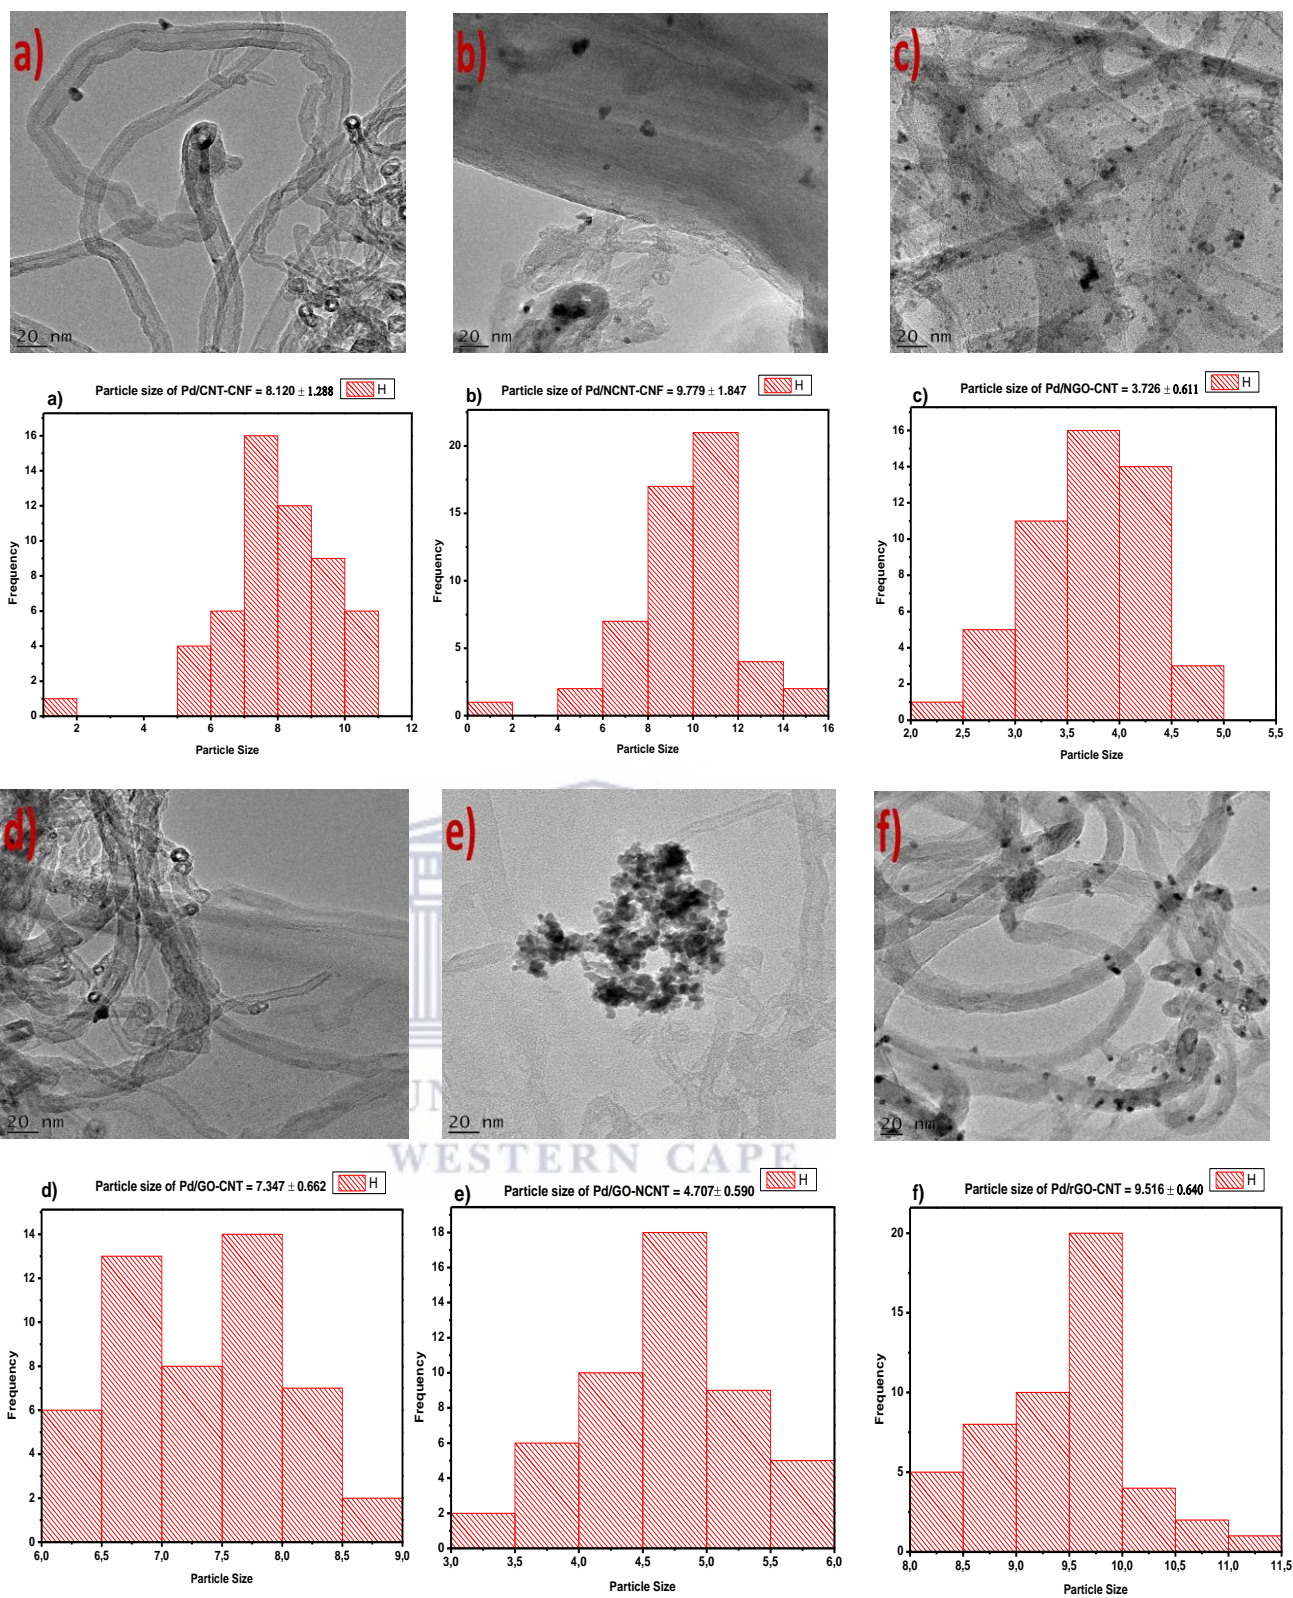 a)
b)
c)
20 nm
20 nm
20 nm
a)
Particle size of Pd/CNT-CNF = 8.120 ± 1.288
H
b)
Particle size of Pd/NCNT-CNF = 9.779 ± 1.847
H
c)
Particle size of Pd/NGO-CNT = 3.726 ± 0.611
H
Frequency
16
14
12
10
8
6
4
2
0
2
4
6
8
10
12
Particle Size
Frequency
20
15
10
5
0
0
2
4
6
8
10
12
14
16
Particle Size
Frequency
16
14
12
10
8
6
4
2
0
2,0
2,5
3,0
3,5
4,0
4,5
5,0
5,5
Particle Size
d)
e)
f)
20 nm
20 nm
20 nm
WESTERN CAPE
d)
Particle size of Pd/GO-CNT = 7.347 ± 0.662
H
e)
Particle size of Pd/GO-NCNT = 4.707± 0.590
H
f)
Particle size of Pd/rGO-CNT = 9.516 ± 0.640
H
Frequency
14
12
10
8
6
4
2
0
6,0
6,5
7,0
7,5
8,0
8,5
9,0
Particle Size
Frequency
18
16
14
12
10
8
6
4
2
0
3,0
3,5
4,0
4,5
5,0
5,5
6,0
Particle Size
Frequency
20
15
10
5
0
8,0
8,5
9,0
9,5
10,0
10,5
11,0
11,5
Particle Size